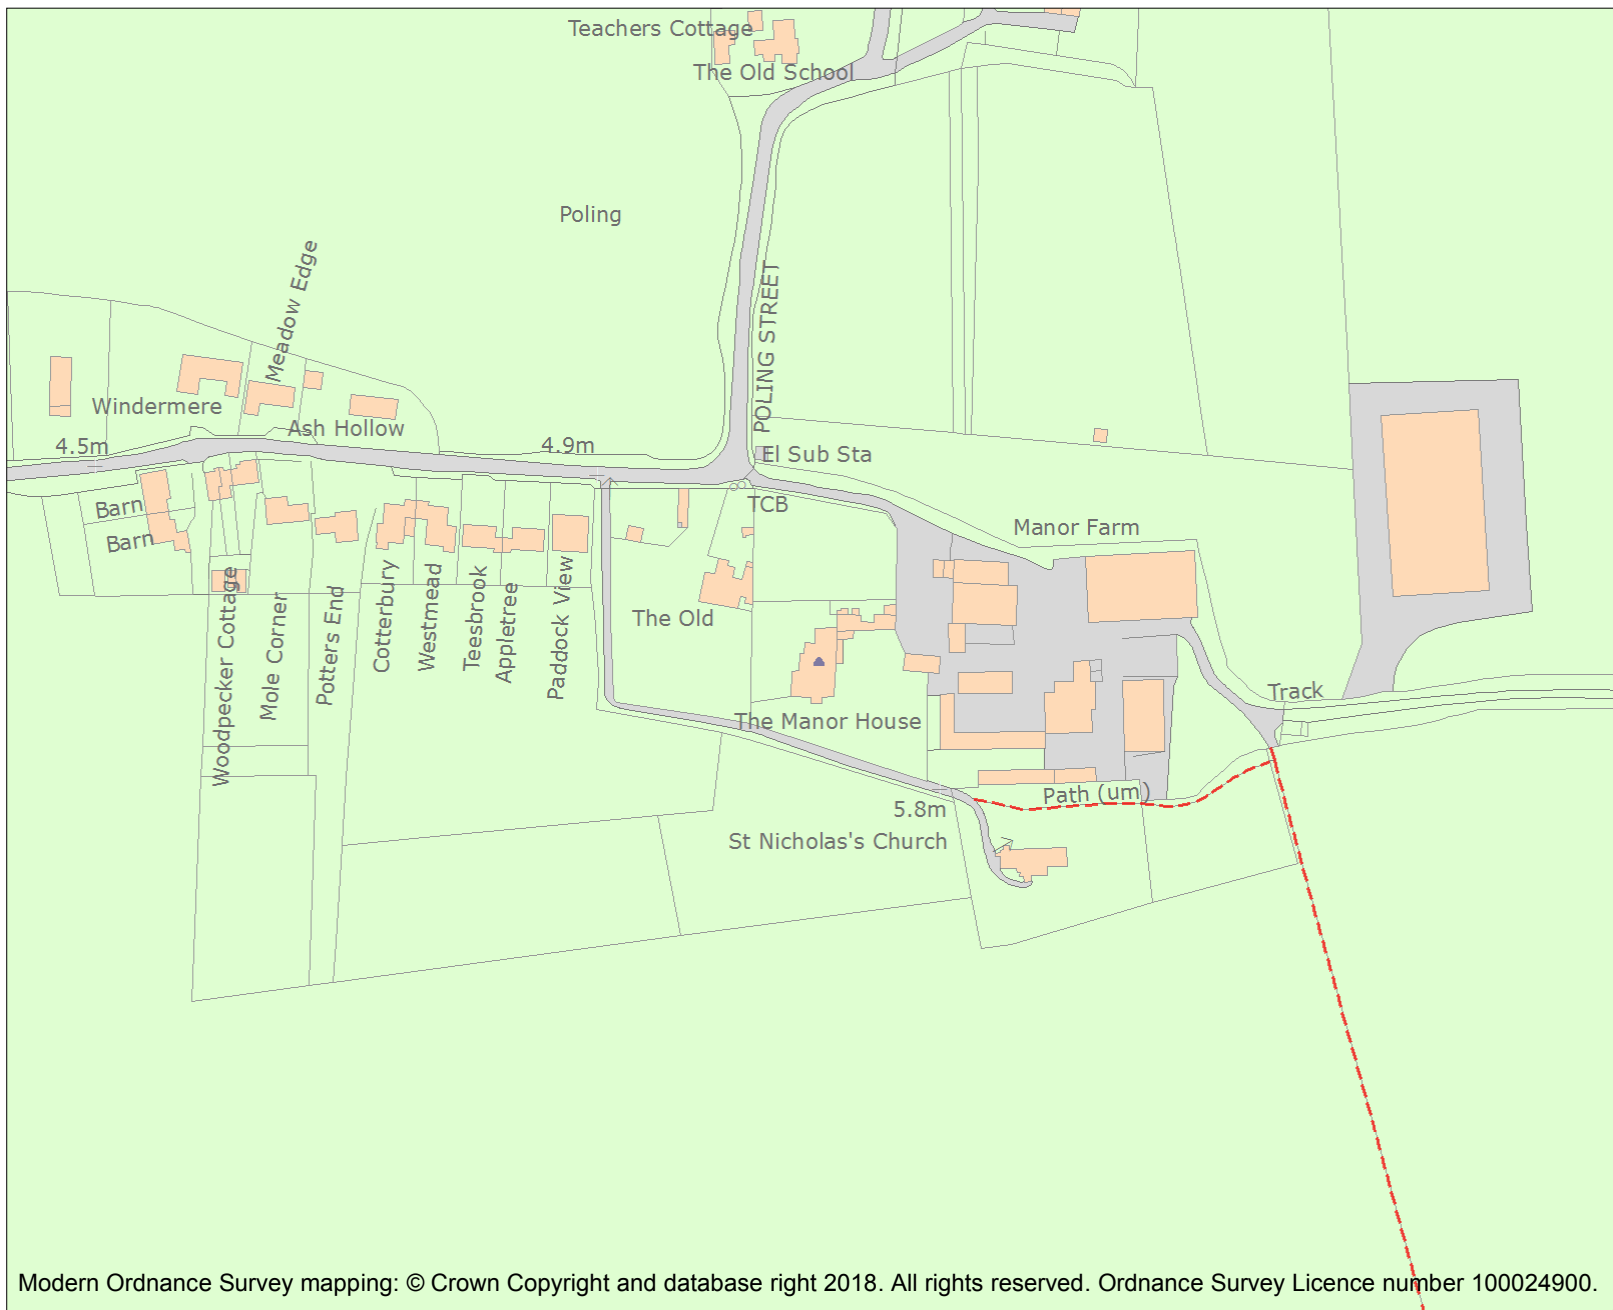 Teachers Cottage
The Old School
Poling
POLING STREET
Meadow Edge
Windermere
Ash Hollow
4.5m
4.9m
El Sub Sta
TCB
Barn
Barn
Manor Farm
Woodpecker Cottage
Mole Corner
Potters End
Cotterbury
Westmead
Teesbrook
Appletree
Paddock View
The Old
The Manor House
Track
Path (um)
5.8m
St Nicholas's Church
Modern Ordnance Survey mapping: © Crown Copyright and database right 2018. All rights reserved. Ordnance Survey Licence number 100024900.